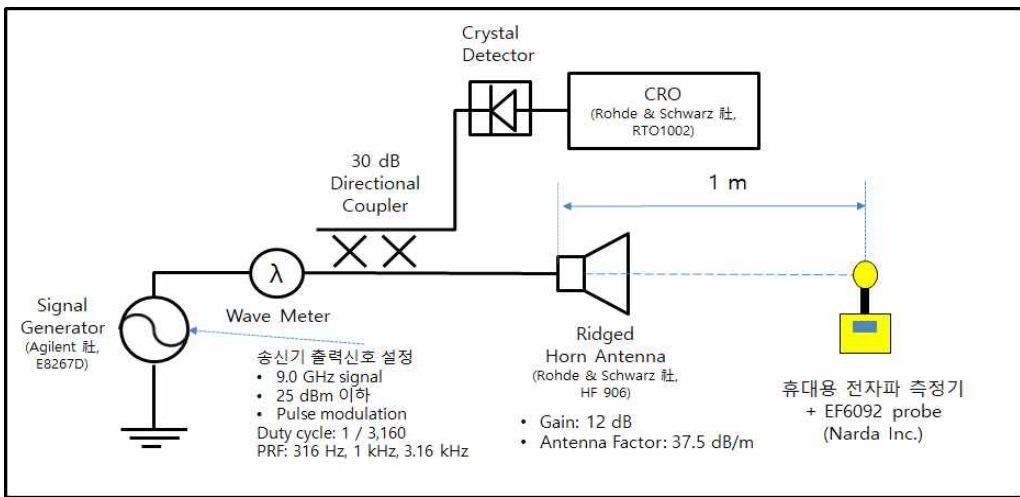 Crystal
Detector
CRO
(Rohde & Schwarz 社,
RTO1002)
30 dB
Directional
Coupler
1 m
λ
Wave Meter
Signal
Generator
(Agilent 社,
E8267D)
송신기 출력신호 설정
• 9.0 GHz signal
• 25 dBm 이하
• Pulse modulation
Duty cycle: 1 / 3,160
PRF: 316 Hz, 1 kHz, 3.16 kHz
Ridged
Horn Antenna
(Rohde & Schwarz 社,
HF 906)
• Gain: 12 dB
• Antenna Factor: 37.5 dB/m
휴대용 전자파 측정기
+ EF6092 probe
(Narda Inc.)